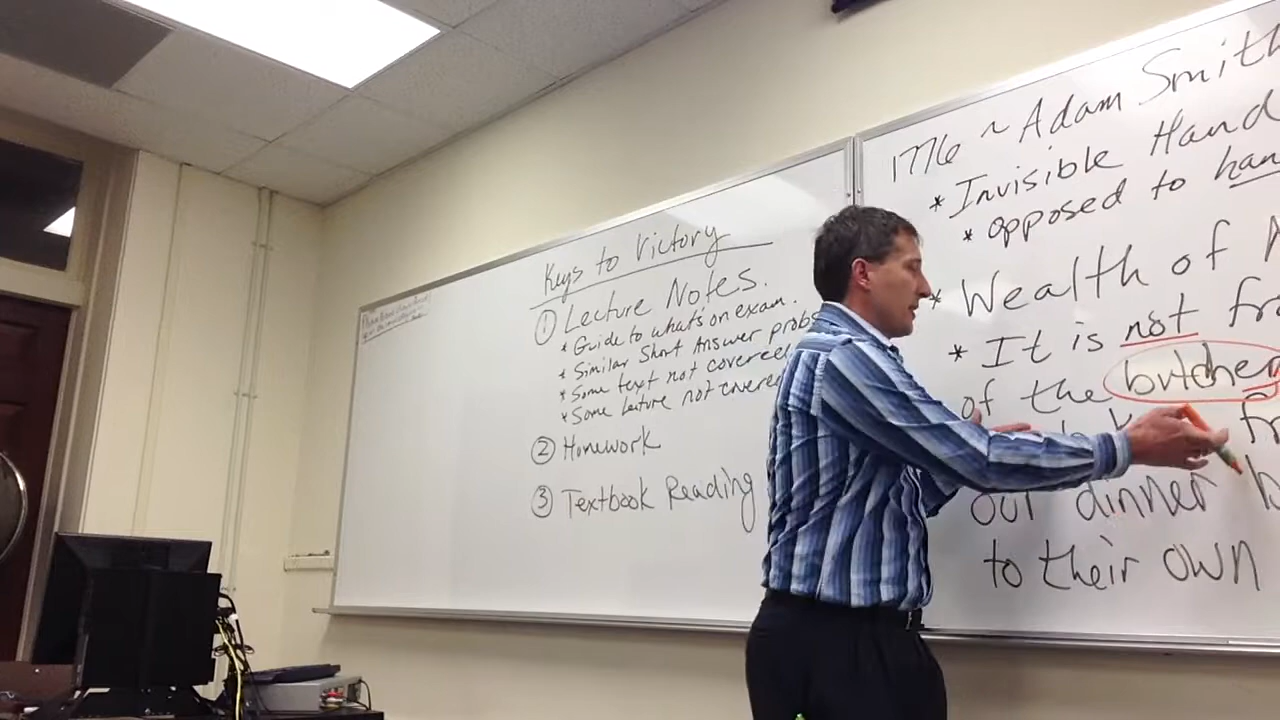 Keys to Victory
① Lecture Notes.
* Guide to what's on exam.
* Similar Short Answer probs
* Some text not covered
* Some lecture not covered
② Homework
③ Textbook Reading
1776 ~ Adam Smith
* Invisible Hand
* opposed to
* Wealth of
* It is not
of the butcher
our dinner
to their own